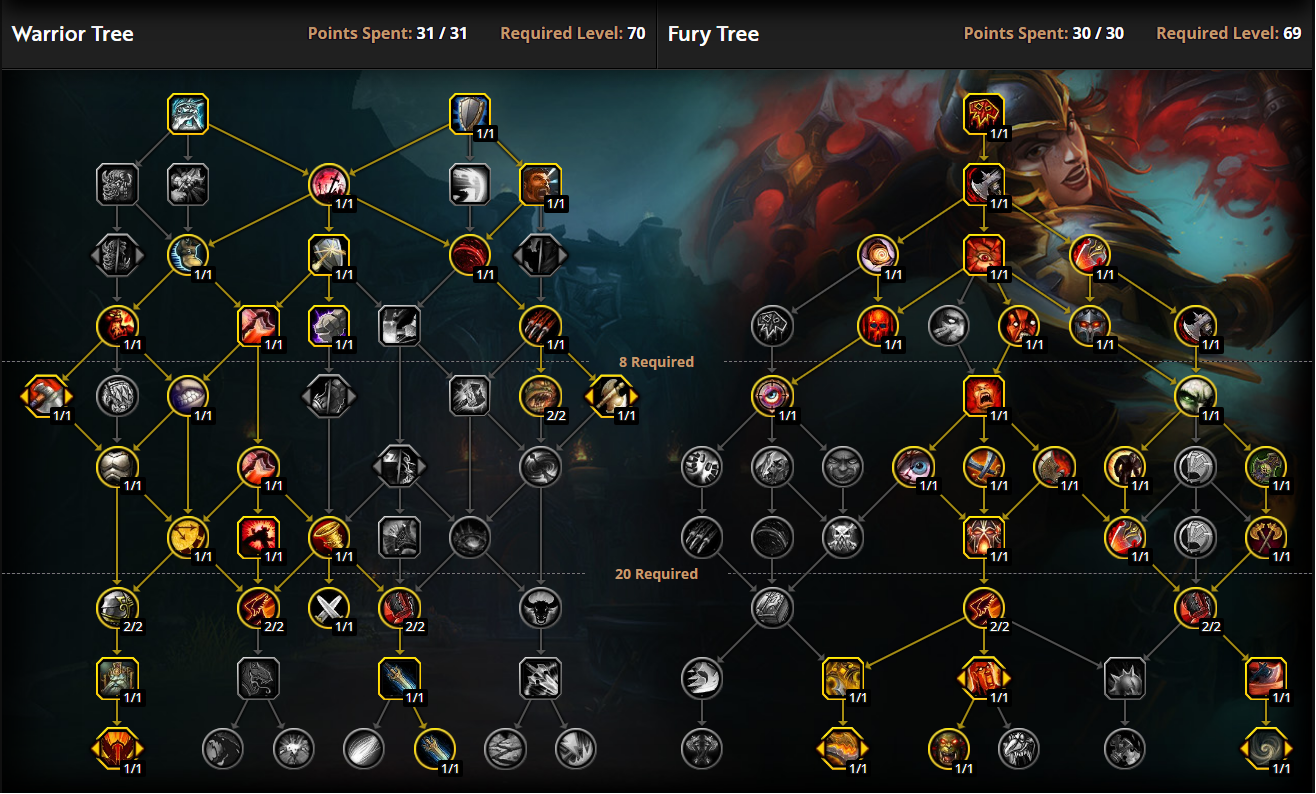 Warrior Tree Points Spent: 31 / 31 Required Level: 70 Fury Tree Points Spent: 30 / 30 Required Level: 69
1/1 1/1
1/1 1/1 1/1
1/1 1/1 1/1 1/1 1/1 1/1
1/1 1/1 1/1 1/1 1/1 1/1 1/1 1/1
8 Required
1/1 1/1 2/2 1/1 1/1 1/1 1/1
1/1 1/1 1/1 1/1 1/1 1/1 1/1
1/1 1/1 1/1 1/1 1/1 1/1
20 Required
2/2 2/2 1/1 2/2 2/2 2/2
1/1 1/1 1/1 1/1 1/1
1/1 1/1 1/1 1/1 1/1